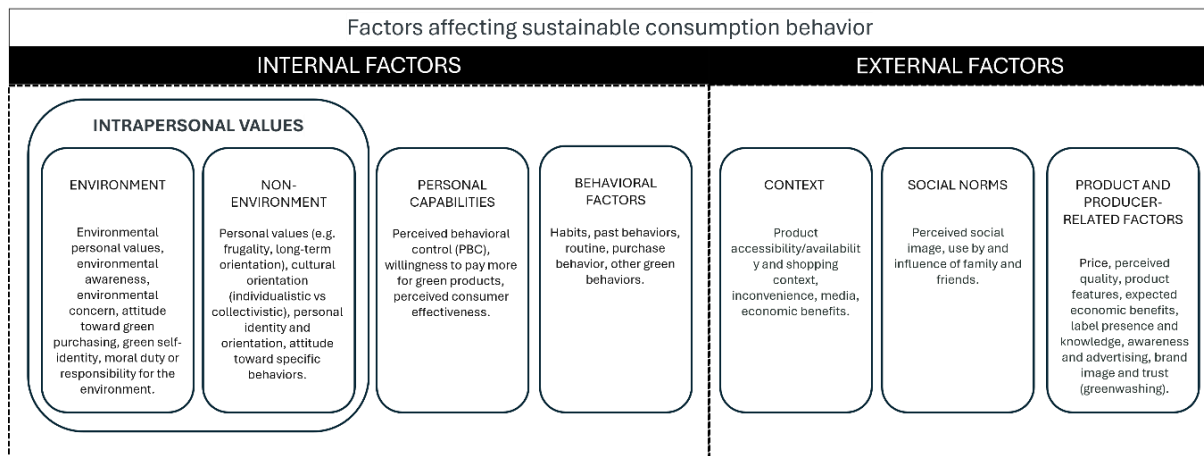 Factors affecting sustainable consumption behavior
INTERNAL FACTORS
EXTERNAL FACTORS
INTRAPERSONAL VALUES
ENVIRONMENT
Environmental
personal values,
environmental
awareness,
environmental
concern, attitude
toward green
purchasing, green self-
identity, moral duty or
responsibility for the
environment.
NON-
ENVIRONMENT
Personal values (e.g.
frugality, long-term
orientation), cultural
orientation
(individualistic vs
collectivistic), personal
identity and
orientation, attitude
toward specific
behaviors.
PERSONAL
CAPABILITIES
Perceived behavioral
control (PBC),
willingness to pay more
for green products,
perceived consumer
effectiveness.
BEHAVIORAL
FACTORS
Habits, past behaviors,
routine, purchase
behavior, other green
behaviors.
CONTEXT
Product
accessibility/availabilit
y and shopping
context,
inconvenience, media,
economic benefits.
SOCIAL NORMS
Perceived social
image, use by and
influence of family and
friends.
PRODUCT AND
PRODUCER-
RELATED FACTORS
Price, perceived
quality, product
features, expected
economic benefits,
label presence and
knowledge, awareness
and advertising, brand
image and trust
(greenwashing).